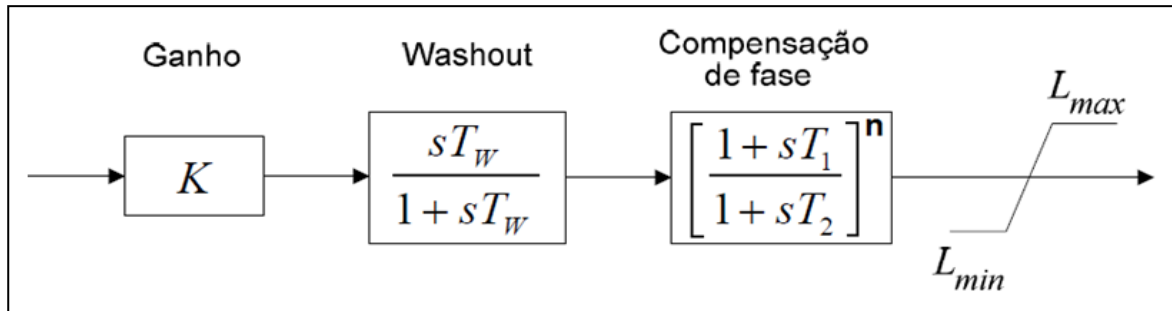 Ganho
Washout
Compensação
de fase
K
sT_W
1 + sT_W
[1 + sT_1
1 + sT_2]^n
L_max
L_min